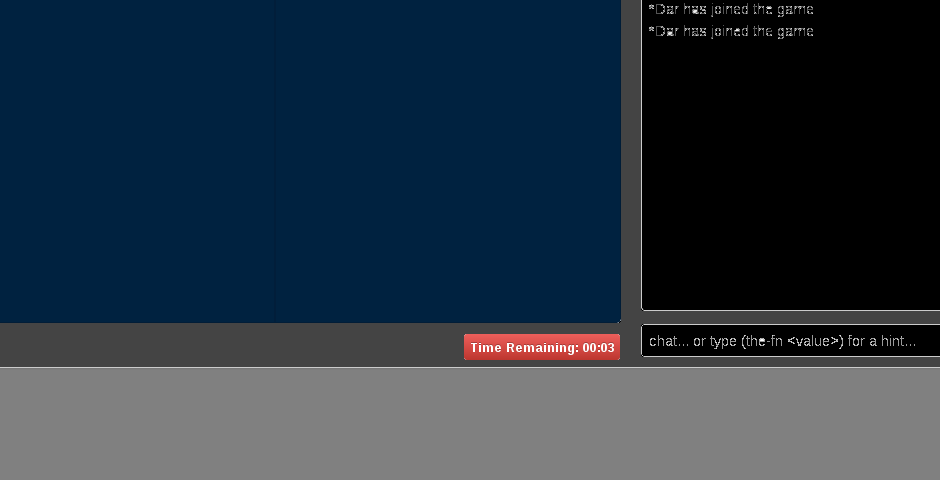 *Dar has joined the game
*Dar has joined the game
Time Remaining: 00:03
chat... or type (the-fn <value>) for a hint...